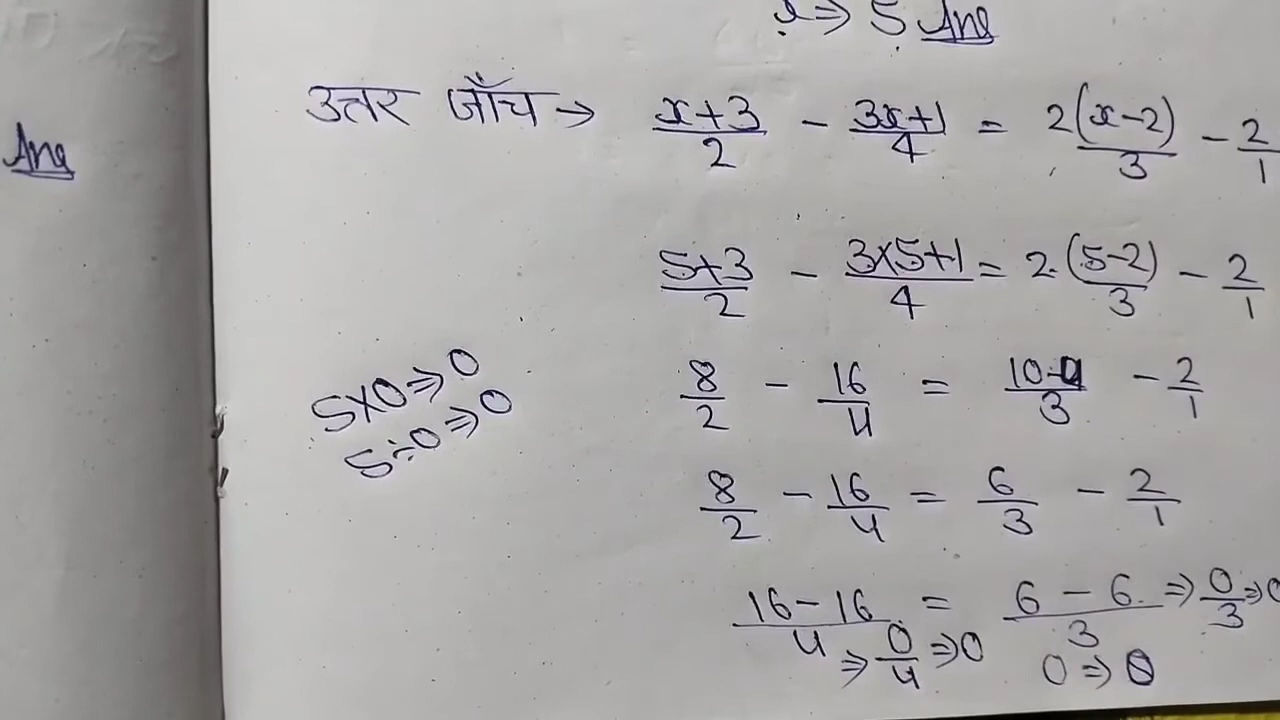 x ⇒ 5 Ans
Ans
उत्तर जाँच → x+3/2 - 3x+1/4 = 2(x-2)/3 - 2/1
5+3/2 - 3×5+1/4 = 2.(5-2)/3 - 2/1
5×0⇒0
5÷0⇒0
8/2 - 16/4 = 10-4/3 - 2/1
8/2 - 16/4 = 6/3 - 2/1
16-16/4 = 6-6/3 ⇒ 0/3 ⇒ 0
⇒ 0/4 ⇒ 0
0 ⇒ 0